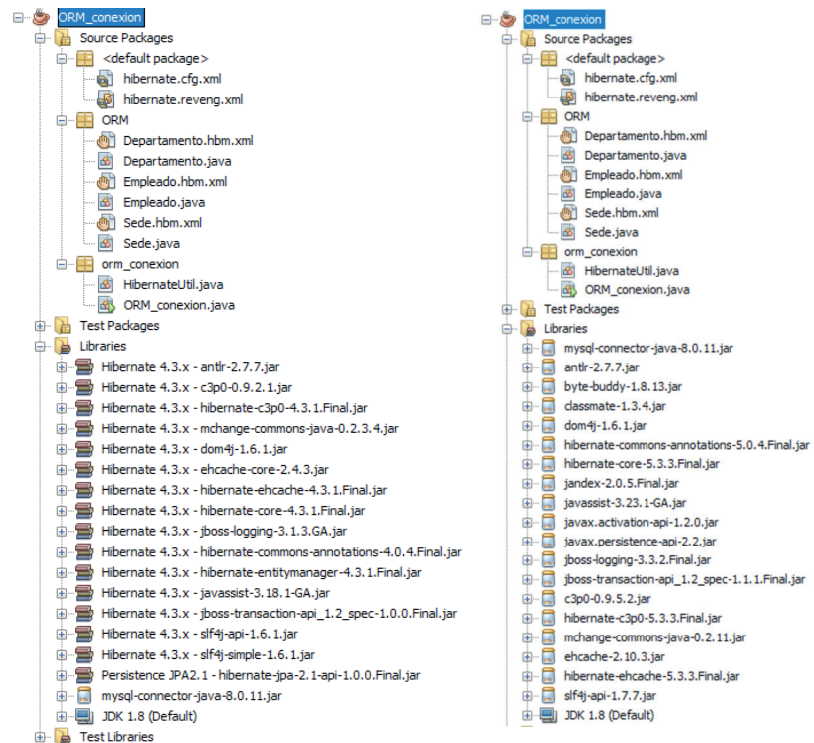 ORM_conexion
Source Packages
<default package>
hibernate.cfg.xml
hibernate.reveng.xml
ORM
Departamento.hbm.xml
Departamento.java
Empleado.hbm.xml
Empleado.java
Sede.hbm.xml
Sede.java
orm_conexion
HibernateUtil.java
ORM_conexion.java
Test Packages
Libraries
Hibernate 4.3.x - antlr-2.7.7.jar
Hibernate 4.3.x - c3p0-0.9.2.1.jar
Hibernate 4.3.x - hibernate-c3p0-4.3.1.Final.jar
Hibernate 4.3.x - mchange-commons-java-0.2.3.4.jar
Hibernate 4.3.x - dom4j-1.6.1.jar
Hibernate 4.3.x - ehcache-core-2.4.3.jar
Hibernate 4.3.x - hibernate-ehcache-4.3.1.Final.jar
Hibernate 4.3.x - hibernate-core-4.3.1.Final.jar
Hibernate 4.3.x - jboss-logging-3.1.3.GA.jar
Hibernate 4.3.x - hibernate-commons-annotations-4.0.4.Final.jar
Hibernate 4.3.x - hibernate-entitymanager-4.3.1.Final.jar
Hibernate 4.3.x - javassist-3.18.1-GA.jar
Hibernate 4.3.x - jboss-transaction-api_1.2_spec-1.0.0.Final.jar
Hibernate 4.3.x - slf4j-api-1.6.1.jar
Hibernate 4.3.x - slf4j-simple-1.6.1.jar
Persistence JPA2.1 - hibernate-jpa-2.1-api-1.0.0.Final.jar
mysql-connector-java-8.0.11.jar
JDK 1.8 (Default)
Test Libraries
ORM_conexion
Source Packages
<default package>
hibernate.cfg.xml
hibernate.reveng.xml
ORM
Departamento.hbm.xml
Departamento.java
Empleado.hbm.xml
Empleado.java
Sede.hbm.xml
Sede.java
orm_conexion
HibernateUtil.java
ORM_conexion.java
Test Packages
Libraries
mysql-connector-java-8.0.11.jar
antlr-2.7.7.jar
byte-buddy-1.8.13.jar
classmate-1.3.4.jar
dom4j-1.6.1.jar
hibernate-commons-annotations-5.0.4.Final.jar
hibernate-core-5.3.3.Final.jar
jandex-2.0.5.Final.jar
javassist-3.23.1-GA.jar
javax.activation-api-1.2.0.jar
javax.persistence-api-2.2.jar
jboss-logging-3.3.2.Final.jar
jboss-transaction-api_1.2_spec-1.1.1.Final.jar
c3p0-0.9.5.2.jar
hibernate-c3p0-5.3.3.Final.jar
mchange-commons-java-0.2.11.jar
ehcache-2.10.3.jar
hibernate-ehcache-5.3.3.Final.jar
slf4j-api-1.7.7.jar
JDK 1.8 (Default)